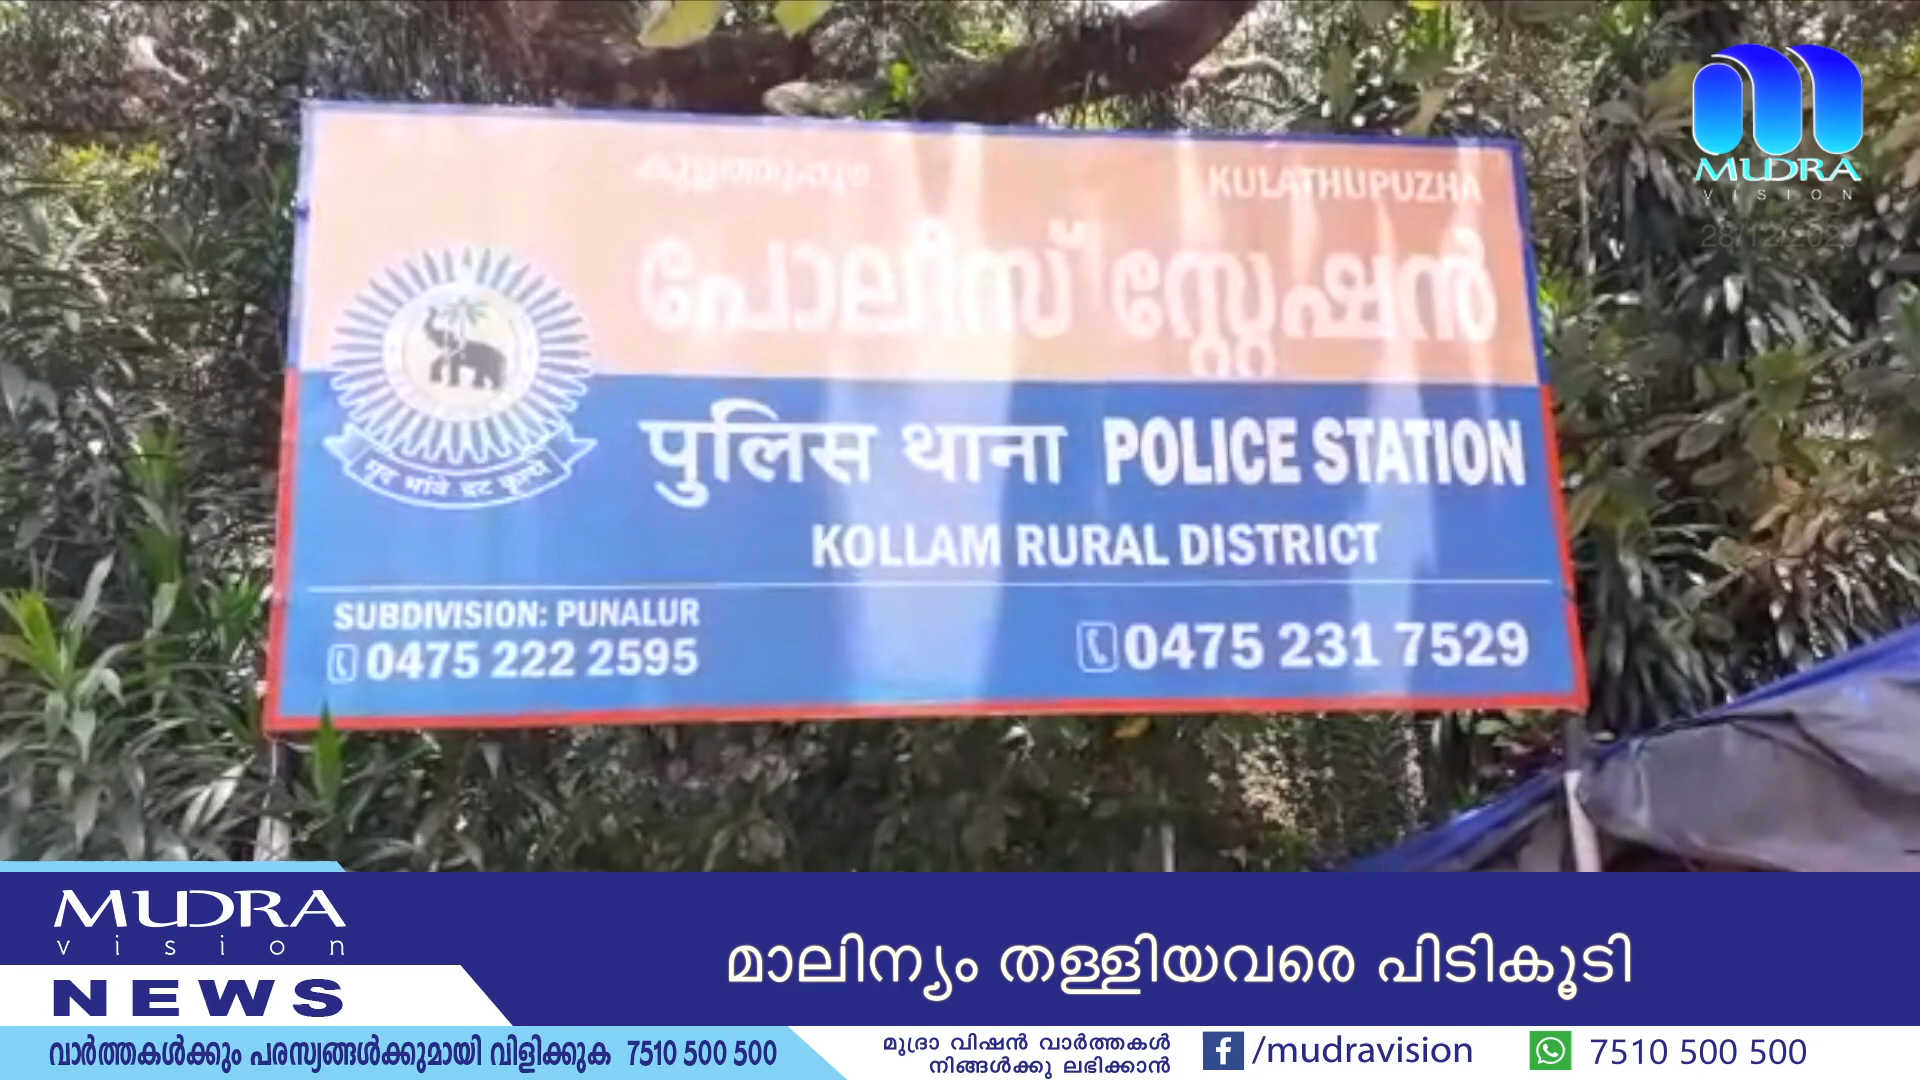 MUDRA
VISION
കുളത്തൂപ്പുഴ KULATHUPUZHA
പോലീസ് സ്റ്റേഷൻ
पुलिस थाना POLICE STATION
KOLLAM RURAL DISTRICT
SUBDIVISION: PUNALUR
0475 222 2595
0475 231 7529
MUDRA
vision
NEWS
മാലിന്യം തള്ളിയവരെ പിടികൂടി
വാർത്തകൾക്കും പരസ്യങ്ങൾക്കുമായി വിളിക്കുക 7510 500 500
മുദ്രാ വിഷൻ വാർത്തകൾ
നിങ്ങൾക്കു ലഭിക്കാൻ
/mudravision
7510 500 500